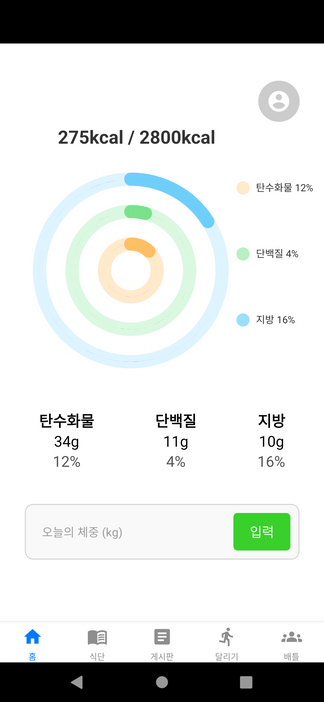 275kcal / 2800kcal
탄수화물 12%
단백질 4%
지방 16%
탄수화물 단백질 지방
34g 11g 10g
12% 4% 16%
오늘의 체중 (kg) 입력
홈 식단 게시판 달리기 배틀